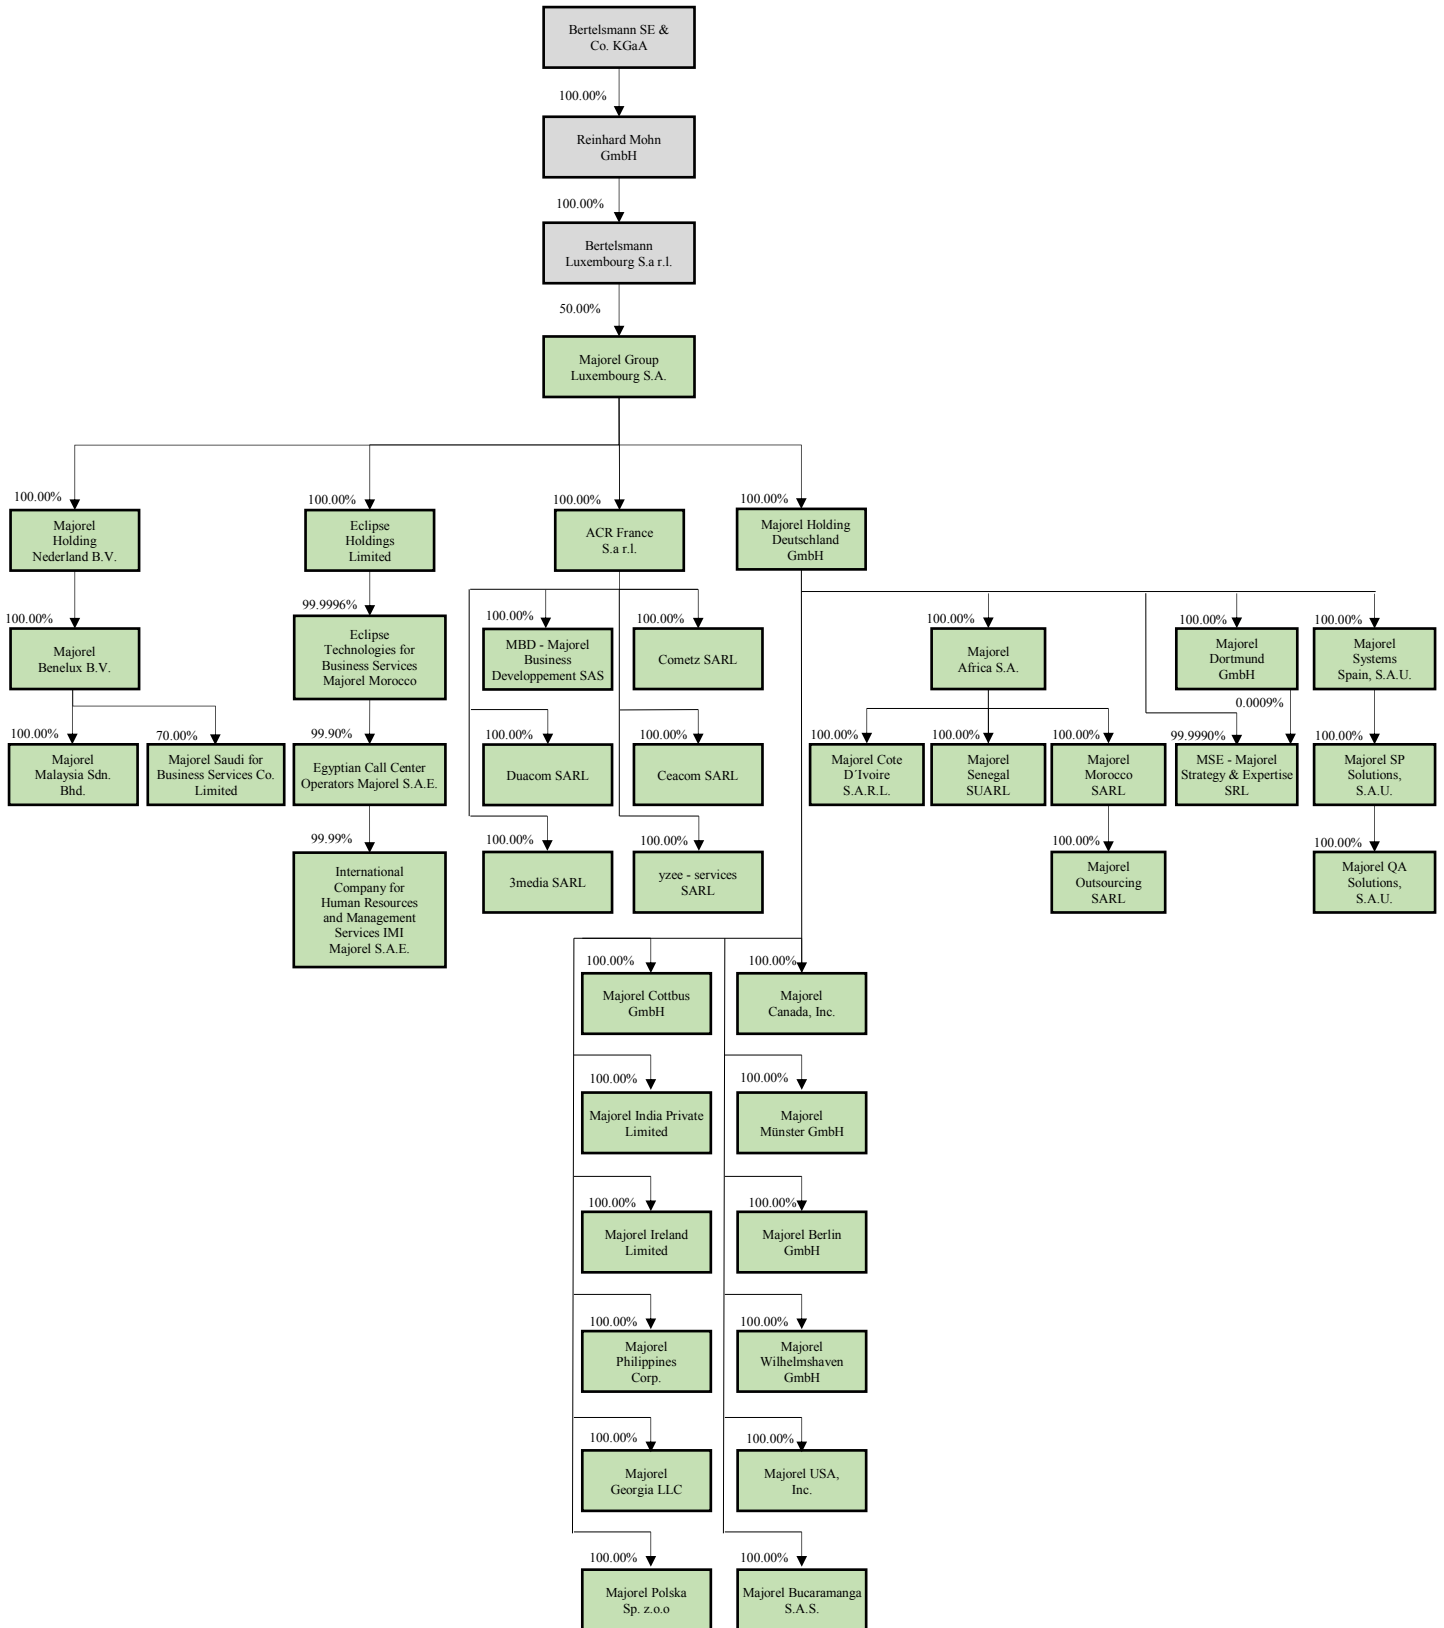 Bertelsmann SE &
Co. KGaA
100.00%
Reinhard Mohn
GmbH
100.00%
Bertelsmann
Luxembourg S.a r.l.
50.00%
Majorel Group
Luxembourg S.A.
100.00%
100.00%
100.00%
100.00%
Majorel
Holding
Nederland B.V.
Eclipse
Holdings
Limited
ACR France
S.a r.l.
Majorel Holding
Deutschland
GmbH
100.00%
99.9996%
100.00%
100.00%
100.00%
100.00%
100.00%
Majorel
Benelux B.V.
Eclipse
Technologies for
Business Services
Majorel Morocco
MBD - Majorel
Business
Developpement SAS
Cometz SARL
Majorel
Africa S.A.
Majorel
Dortmund
GmbH
Majorel
Systems
Spain, S.A.U.
0.0009%
100.00%
70.00%
99.90%
100.00%
100.00%
100.00%
100.00%
100.00%
99.9990%
100.00%
Majorel
Malaysia Sdn.
Bhd.
Majorel Saudi for
Business Services Co.
Limited
Egyptian Call Center
Operators Majorel S.A.E.
Duacom SARL
Ceacom SARL
Majorel Cote
D´Ivoire
S.A.R.L.
Majorel
Senegal
SUARL
Majorel
Morocco
SARL
MSE - Majorel
Strategy & Expertise
SRL
Majorel SP
Solutions,
S.A.U.
99.99%
100.00%
100.00%
100.00%
100.00%
International
Company for
Human Resources
and Management
Services IMI
Majorel S.A.E.
3media SARL
yzee - services
SARL
Majorel
Outsourcing
SARL
Majorel QA
Solutions,
S.A.U.
100.00%
100.00%
Majorel Cottbus
GmbH
Majorel
Canada, Inc.
100.00%
100.00%
Majorel India Private
Limited
Majorel
Münster GmbH
100.00%
100.00%
Majorel Ireland
Limited
Majorel Berlin
GmbH
100.00%
100.00%
Majorel
Philippines
Corp.
Majorel
Wilhelmshaven
GmbH
100.00%
100.00%
Majorel
Georgia LLC
Majorel USA,
Inc.
100.00%
100.00%
Majorel Polska
Sp. z.o.o
Majorel Bucaramanga
S.A.S.